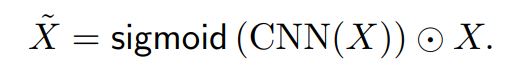 X̃ = sigmoid (CNN(X)) ⊙ X.